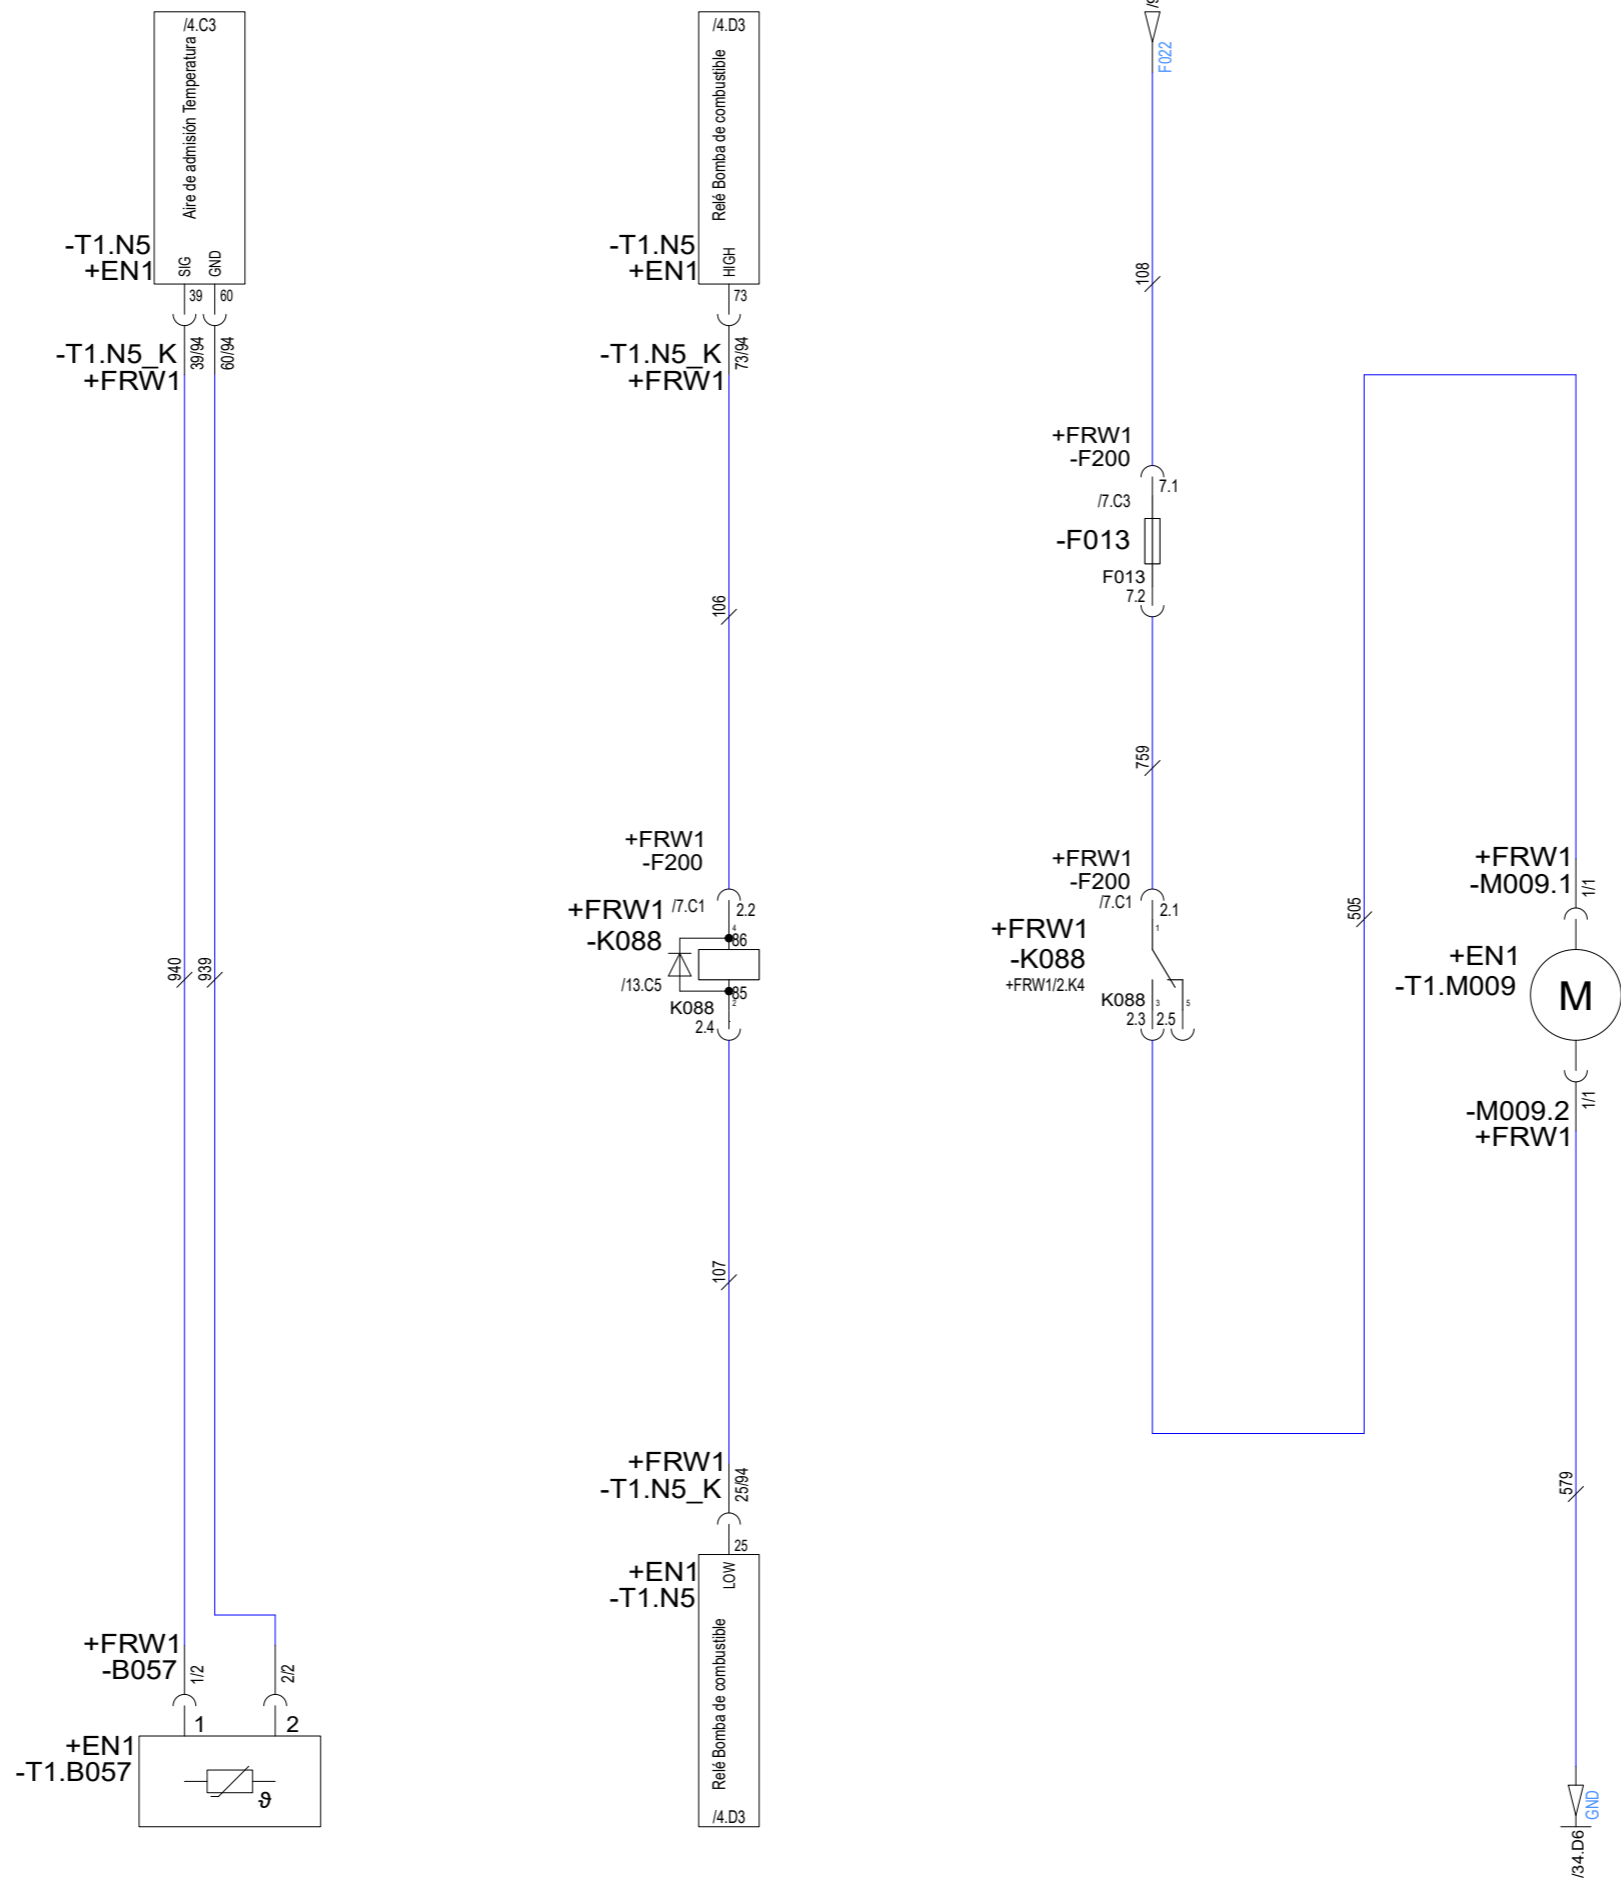 /4.C3
Aire de admisión Temperatura
-T1.N5
+EN1
SIG
GND
39
60
-T1.N5_K
+FRW1
39/94
60/94
940
939
+FRW1
-B057
1/2
2/2
1
2
+EN1
-T1.B057
ϑ
/4.D3
Relé Bomba de combustible
-T1.N5
+EN1
HIGH
73
-T1.N5_K
+FRW1
73/94
106
+FRW1
-F200
+FRW1
/7.C1
2.2
-K088
4
86
/13.C5
85
K088
2
2.4
107
+FRW1
-T1.N5_K
25/94
25
+EN1
-T1.N5
LOW
Relé Bomba de combustible
/4.D3
F022
108
+FRW1
-F200
7.1
/7.C3
-F013
F013
7.2
759
+FRW1
-F200
/7.C1
2.1
+FRW1
1
-K088
+FRW1/2.K4
K088
3
5
2.3
2.5
505
+FRW1
-M009.1
1/1
+EN1
-T1.M009
M
-M009.2
+FRW1
1/1
579
GND
/34.D6